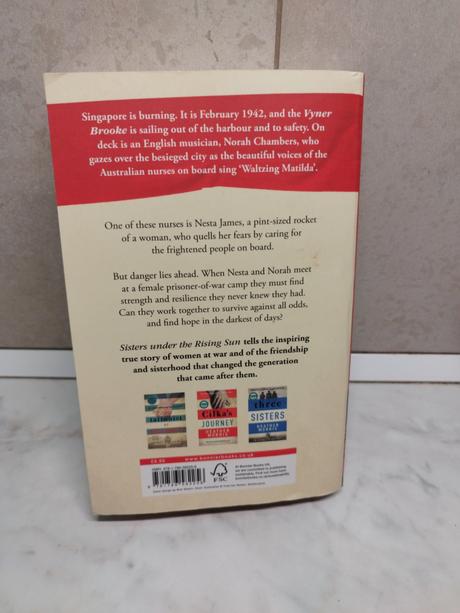 Singapore is burning. It is February 1942, and the Vyner
Brooke is sailing out of the harbour and to safety. On
deck is an English musician, Norah Chambers, who
gazes over the besieged city as the beautiful voices of the
Australian nurses on board sing ‘Waltzing Matilda’.
One of these nurses is Nesta James, a pint-sized rocket
of a woman, who quells her fears by caring for
the frightened people on board.
But danger lies ahead. When Nesta and Norah meet
at a female prisoner-of-war camp they must find
strength and resilience they never knew they had.
Can they work together to survive against all odds,
and find hope in the darkest of days?
Sisters under the Rising Sun tells the inspiring
true story of women at war and of the friendship
and sisterhood that changed the generation
that came after them.
Cilka's
JOURNEY
HEATHER
MORRIS
three
SISTERS
HEATHER
MORRIS
www.bonnierbooks.co.uk
FSC